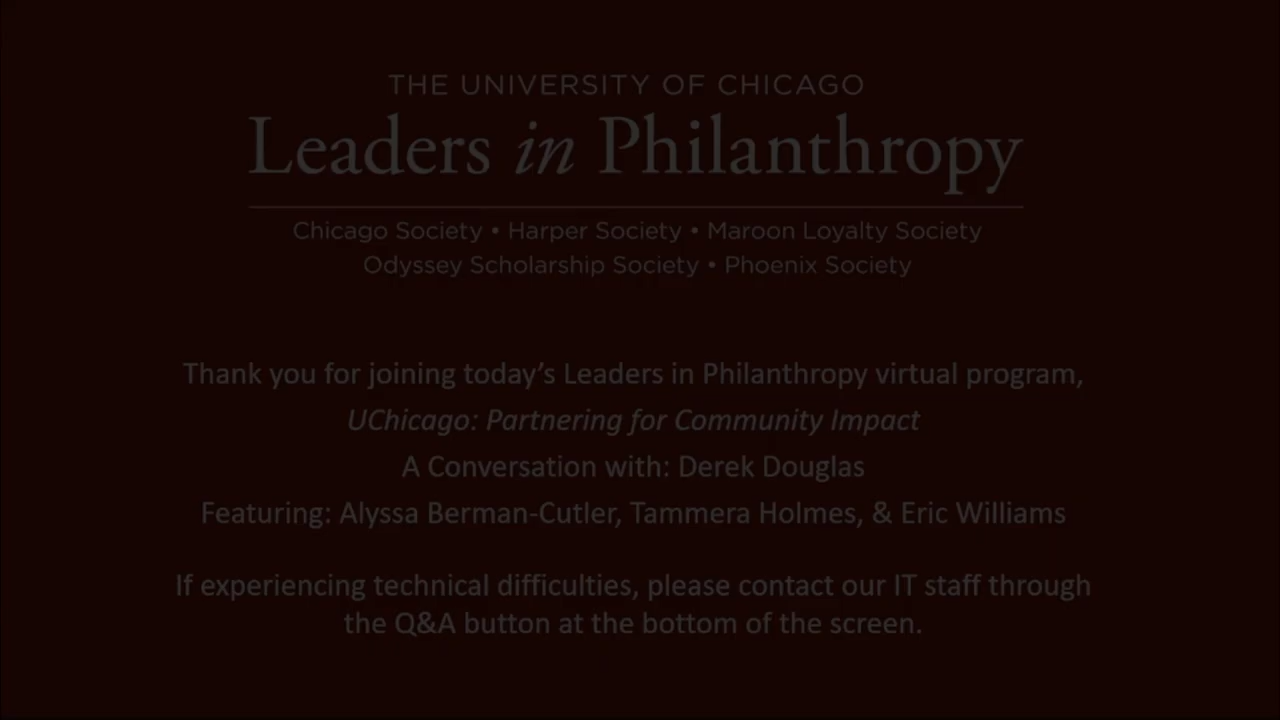 THE UNIVERSITY OF CHICAGO
Leaders in Philanthropy
Chicago Society • Harper Society • Maroon Loyalty Society
Odyssey Scholarship Society • Phoenix Society
Thank you for joining today’s Leaders in Philanthropy virtual program,
UChicago: Partnering for Community Impact
A Conversation with: Derek Douglas
Featuring: Alyssa Berman-Cutler, Tammera Holmes, & Eric Williams
If experiencing technical difficulties, please contact our IT staff through
the Q&A button at the bottom of the screen.